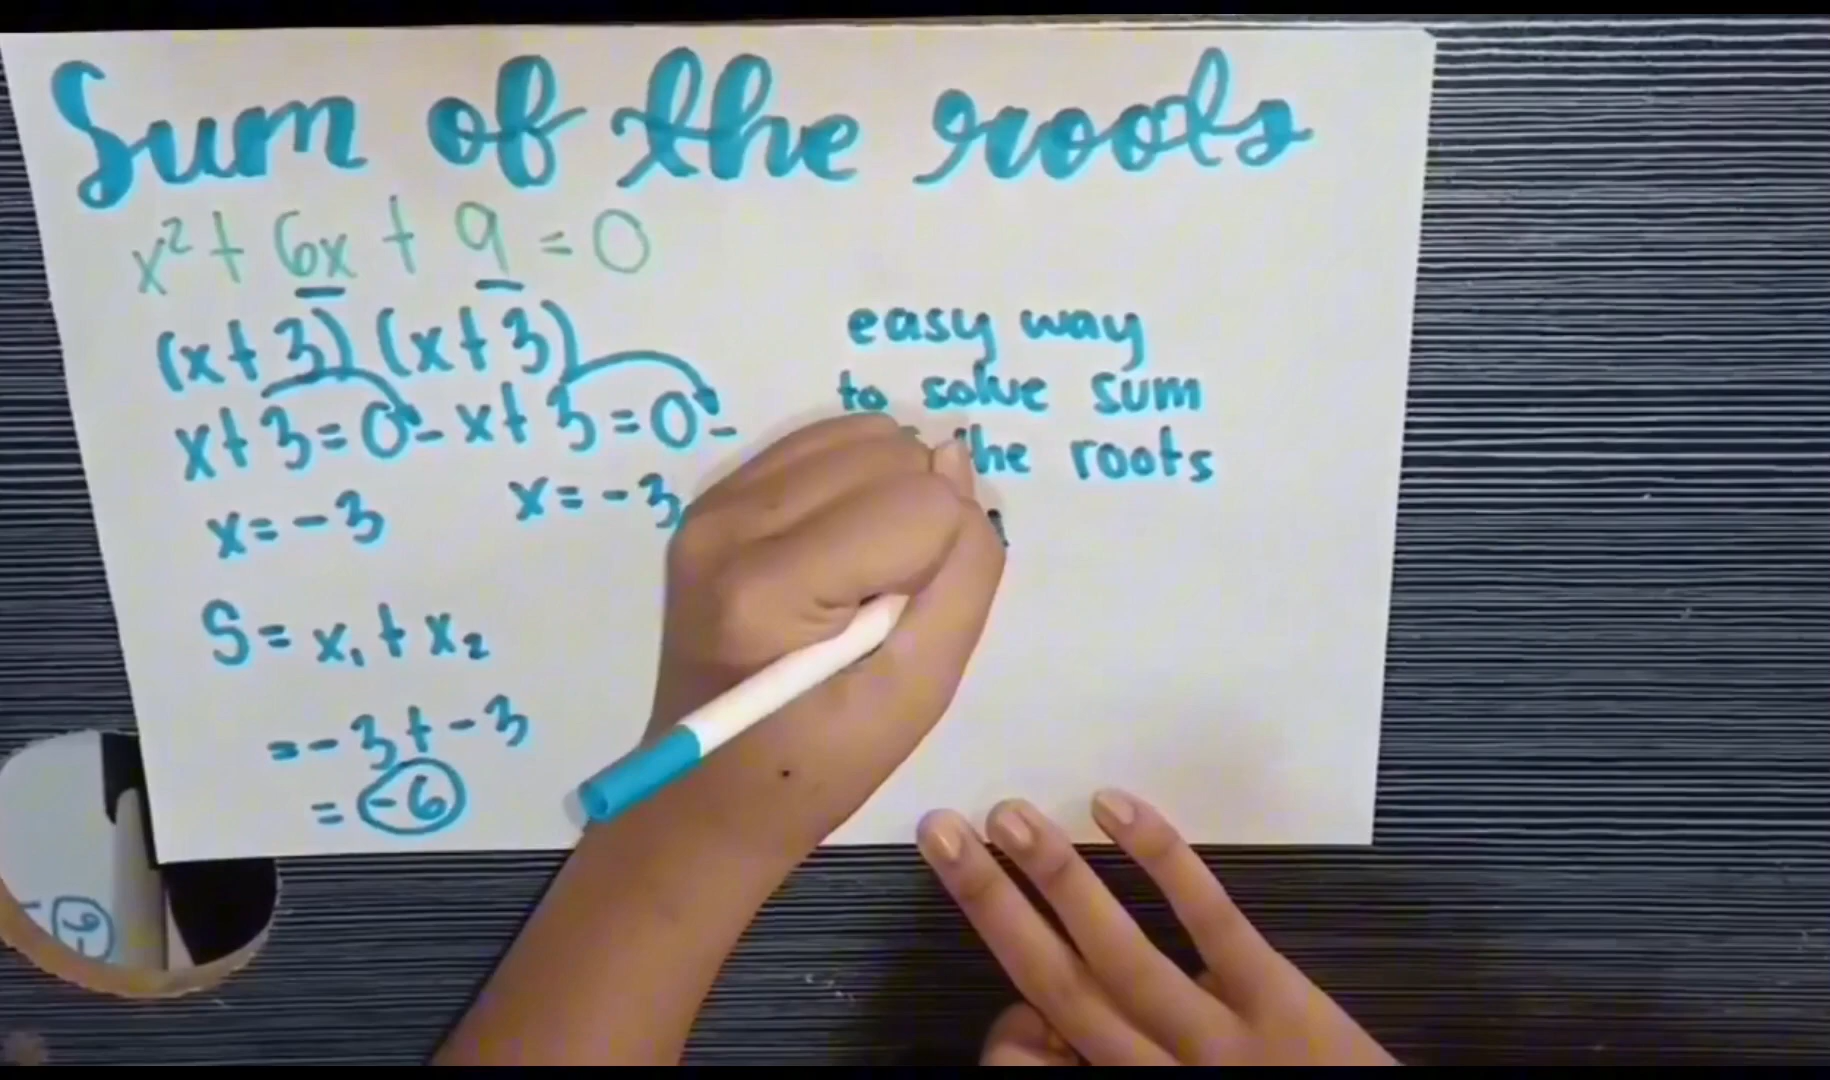 Sum of the roots
x² + 6x + 9 = 0
(x + 3) (x + 3)
x + 3 = 0 - x + 3 = 0 -
x = -3 x = -3
S = x₁ + x₂
= -3 + -3
= -6
easy way
to solve sum
the roots